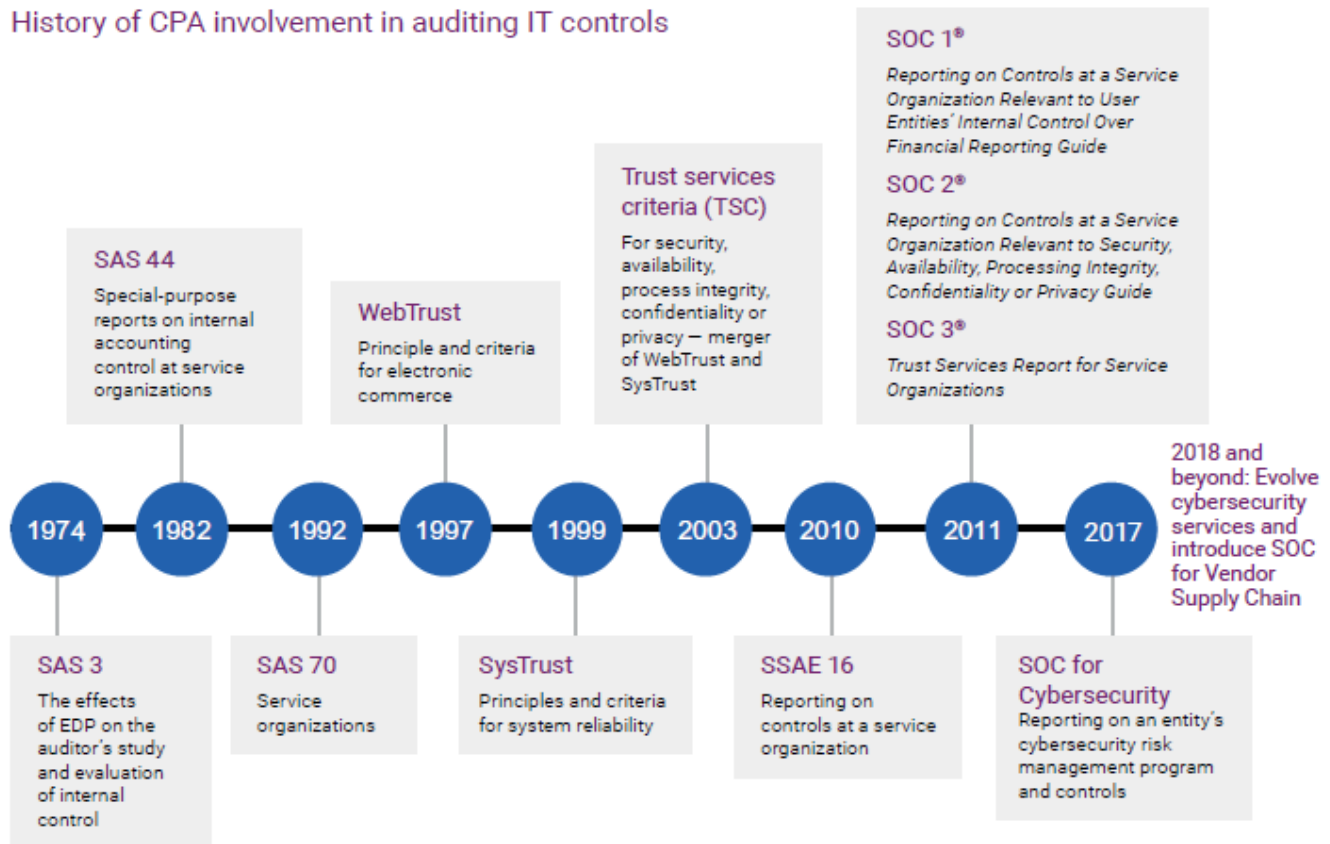 History of CPA involvement in auditing IT controls
SOC 1®
Reporting on Controls at a Service
Organization Relevant to User
Entities' Internal Control Over
Financial Reporting Guide
SOC 2®
Reporting on Controls at a Service
Organization Relevant to Security,
Availability, Processing Integrity,
Confidentiality or Privacy Guide
SOC 3®
Trust Services Report for Service
Organizations
Trust services
criteria (TSC)
For security,
availability,
process integrity,
confidentiality or
privacy — merger
of WebTrust and
SysTrust
SAS 44
Special-purpose
reports on internal
accounting
control at service
organizations
WebTrust
Principle and criteria
for electronic
commerce
1974
1982
1992
1997
1999
2003
2010
2011
2017
2018 and
beyond: Evolve
cybersecurity
services and
introduce SOC
for Vendor
Supply Chain
SAS 3
The effects
of EDP on the
auditor's study
and evaluation
of internal
control
SAS 70
Service
organizations
SysTrust
Principles and criteria
for system reliability
SSAE 16
Reporting on
controls at a service
organization
SOC for
Cybersecurity
Reporting on an entity's
cybersecurity risk
management program
and controls